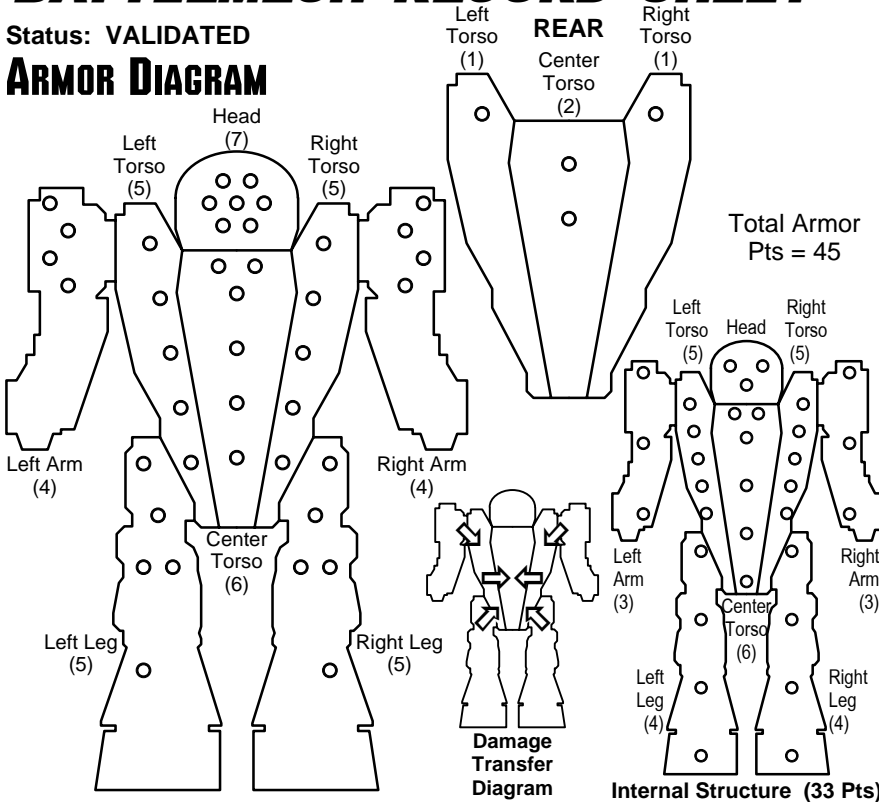 BATTLEMECH RECORD SHEET
Status: VALIDATED
ARMOR DIAGRAM
Head
(7)
Left
Torso
(5)
Right
Torso
(5)
Left Arm
(4)
Right Arm
(4)
Center
Torso
(6)
Left Leg
(5)
Right Leg
(5)
REAR
Left
Torso
(1)
Center
Torso
(2)
Right
Torso
(1)
Total Armor
Pts = 45
Left
Torso
(5)
Head
Right
Torso
(5)
Left
Arm
(3)
Right
Arm
(3)
Center
Torso
(6)
Left
Leg
(4)
Right
Leg
(4)
Damage
Transfer
Diagram
Internal Structure (33 Pts)